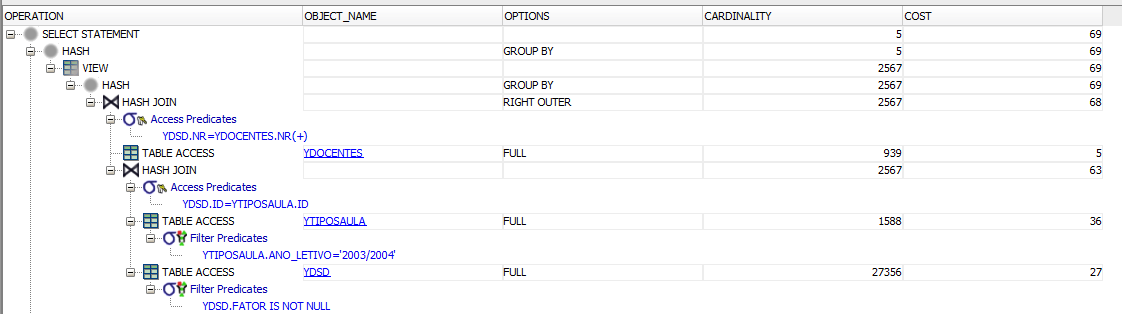 OPERATION OBJECT_NAME OPTIONS CARDINALITY COST
SELECT STATEMENT 5 69
HASH GROUP BY 5 69
VIEW 2567 69
HASH GROUP BY 2567 69
HASH JOIN RIGHT OUTER 2567 68
Access Predicates
YDSD.NR=YDOCENTES.NR(+)
TABLE ACCESS YDOCENTES FULL 939 5
HASH JOIN 2567 63
Access Predicates
YDSD.ID=YTIPOSAULA.ID
TABLE ACCESS YTIPOSAULA FULL 1588 36
Filter Predicates
YTIPOSAULA.ANO_LETIVO='2003/2004'
TABLE ACCESS YDSD FULL 27356 27
Filter Predicates
YDSD.FATOR IS NOT NULL